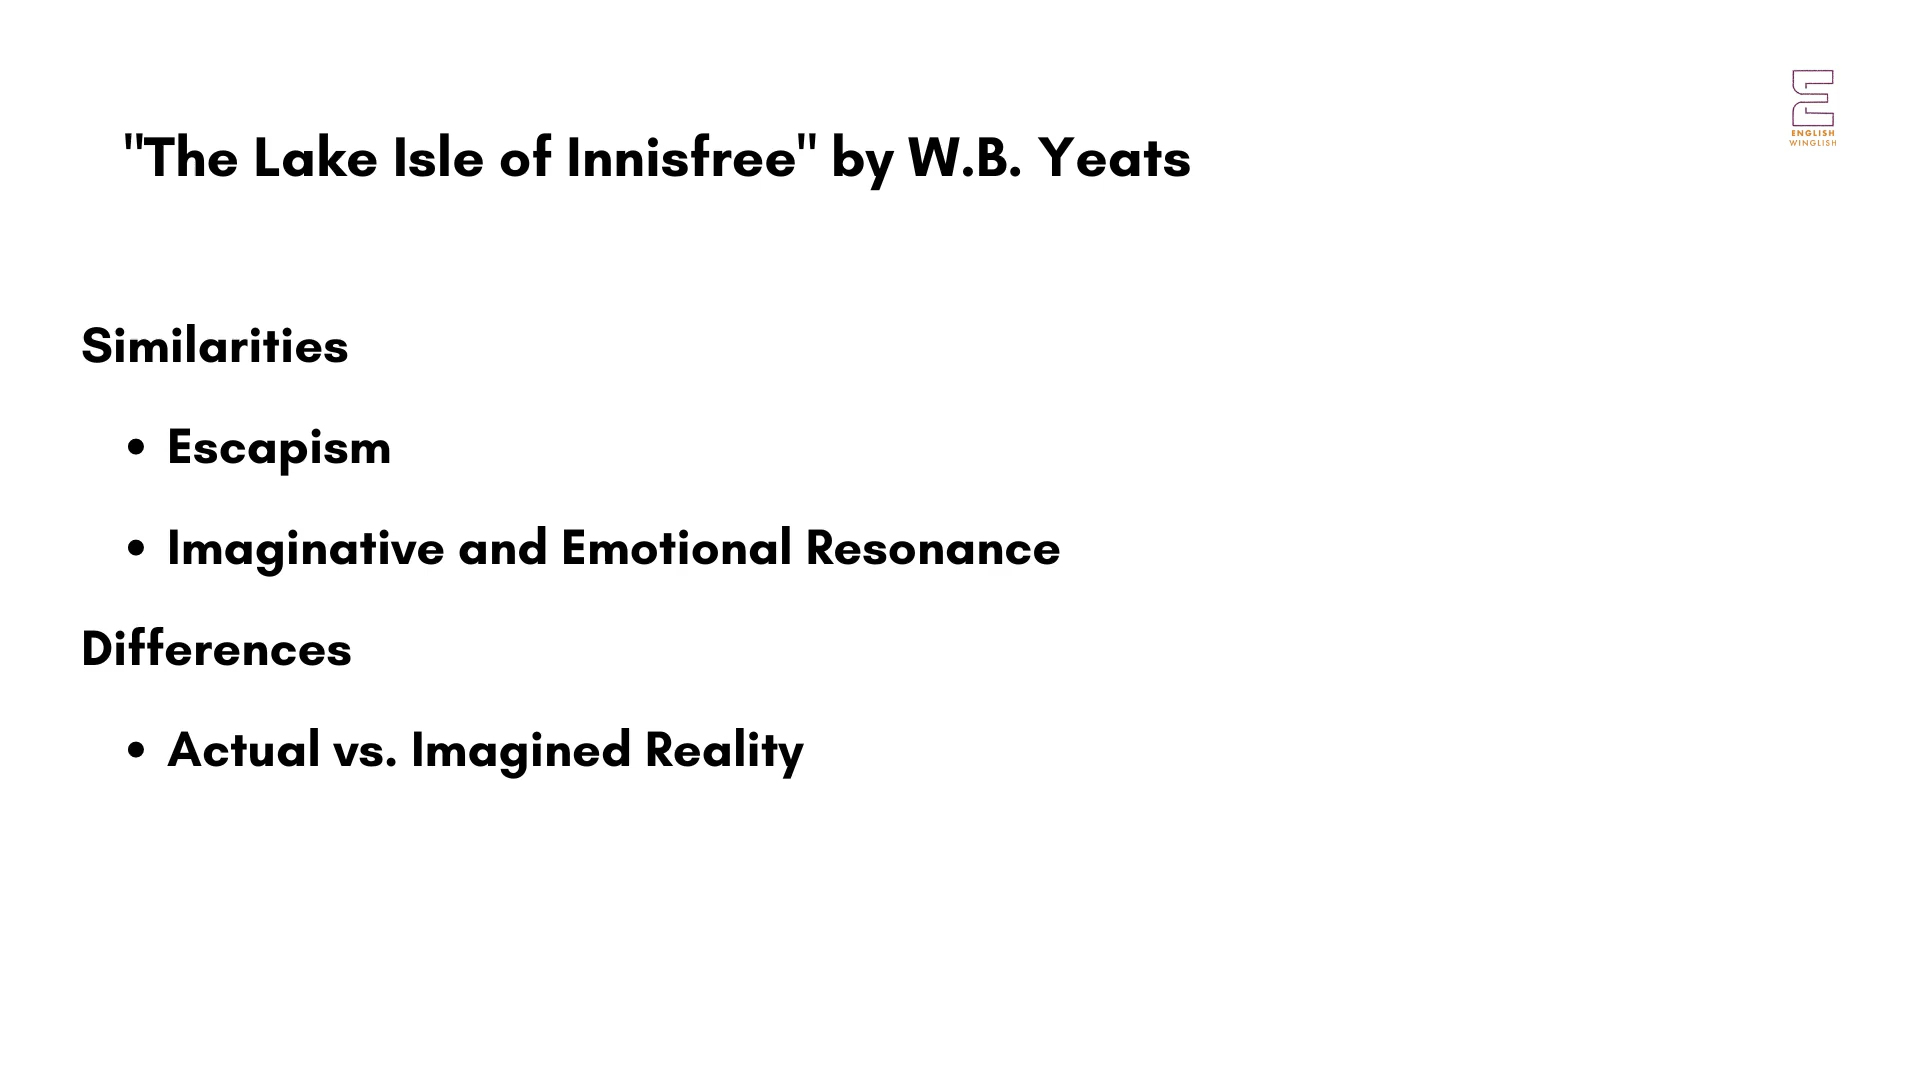 ENGLISH
WINGLISH
"The Lake Isle of Innisfree" by W.B. Yeats
Similarities
• Escapism
• Imaginative and Emotional Resonance
Differences
• Actual vs. Imagined Reality